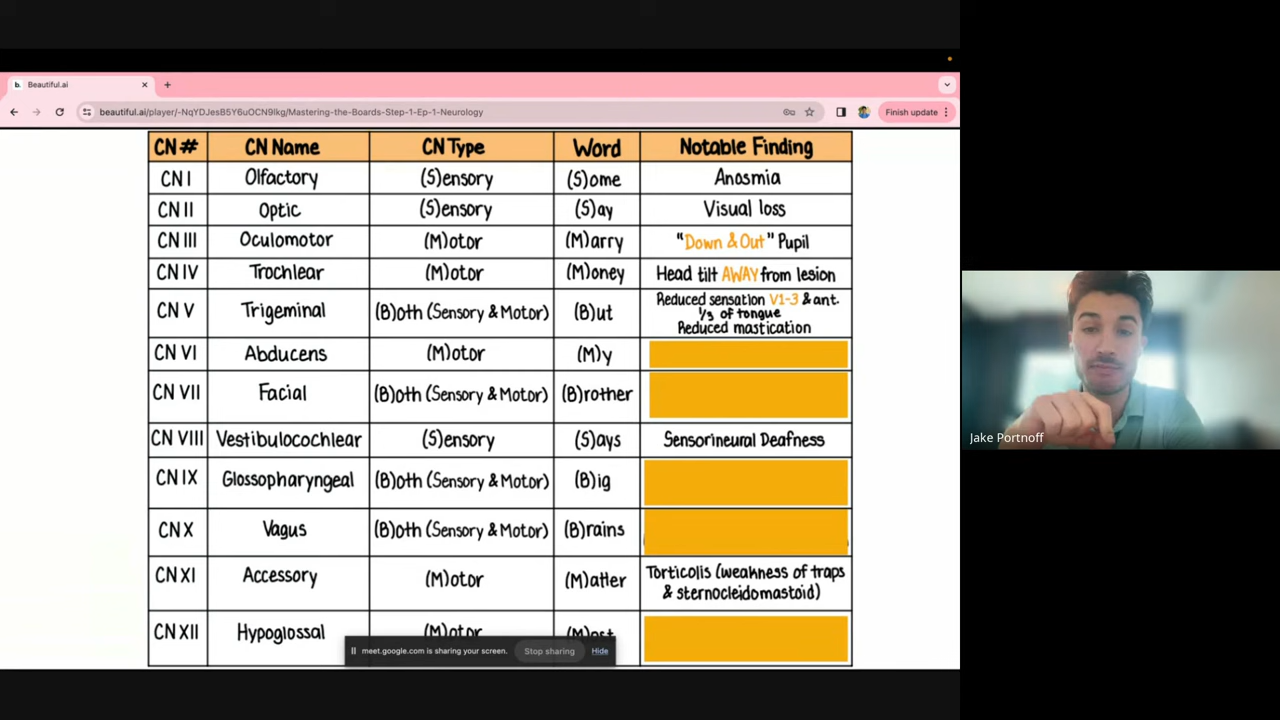 Beautiful.ai
beautiful.ai/player/-NqYDJesB5Y6uOCN9lkg/Mastering-the-Boards-Step-1-Ep-1-Neurology
Finish update
CN # CN Name CN Type Word Notable Finding
CN I Olfactory (S)ensory (S)ome Anosmia
CN II Optic (S)ensory (S)ay Visual loss
CN III Oculomotor (M)otor (M)arry "Down & Out" Pupil
CN IV Trochlear (M)otor (M)oney Head tilt AWAY from lesion
CN V Trigeminal (B)oth (Sensory & Motor) (B)ut Reduced sensation V1-3 & ant.
1/3 of tongue
Reduced mastication
CN VI Abducens (M)otor (M)y
CN VII Facial (B)oth (Sensory & Motor) (B)rother
CN VIII Vestibulocochlear (S)ensory (S)ays Sensorineural Deafness
CN IX Glossopharyngeal (B)oth (Sensory & Motor) (B)ig
CN X Vagus (B)oth (Sensory & Motor) (B)rains
CN XI Accessory (M)otor (M)atter Torticolis (weakness of traps
& sternocleidomastoid)
CN XII Hypoglossal (M)otor
meet.google.com is sharing your screen. Stop sharing Hide
Jake Portnoff